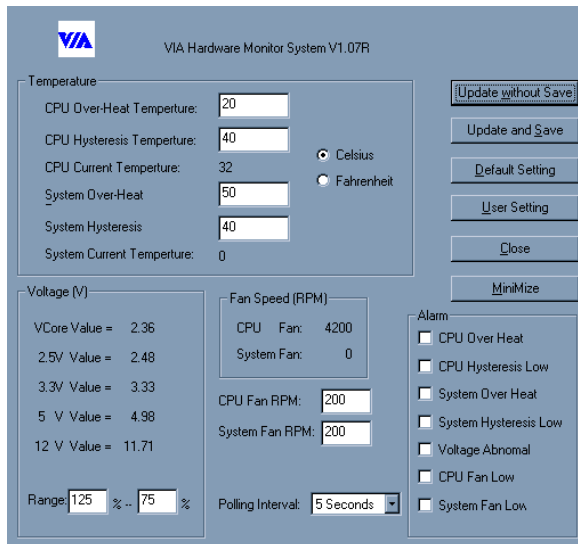 VIA
VIA Hardware Monitor System V1.07R
Temperature
CPU Over-Heat Temperture: 20
CPU Hysteresis Temperture: 40
CPU Current Temperture: 32
System Over-Heat 50
System Hysteresis 40
System Current Temperture: 0
Celsius
Fahrenheit
Update without Save
Update and Save
Default Setting
User Setting
Close
MiniMize
Voltage (V)
VCore Value = 2.36
2.5V Value = 2.48
3.3V Value = 3.33
5 V Value = 4.98
12 V Value = 11.71
Range: 125 % .. 75 %
Fan Speed (RPM)
CPU Fan: 4200
System Fan: 0
CPU Fan RPM: 200
System Fan RPM: 200
Polling Interval: 5 Seconds
Alarm
CPU Over Heat
CPU Hysteresis Low
System Over Heat
System Hysteresis Low
Voltage Abnomal
CPU Fan Low
System Fan Low